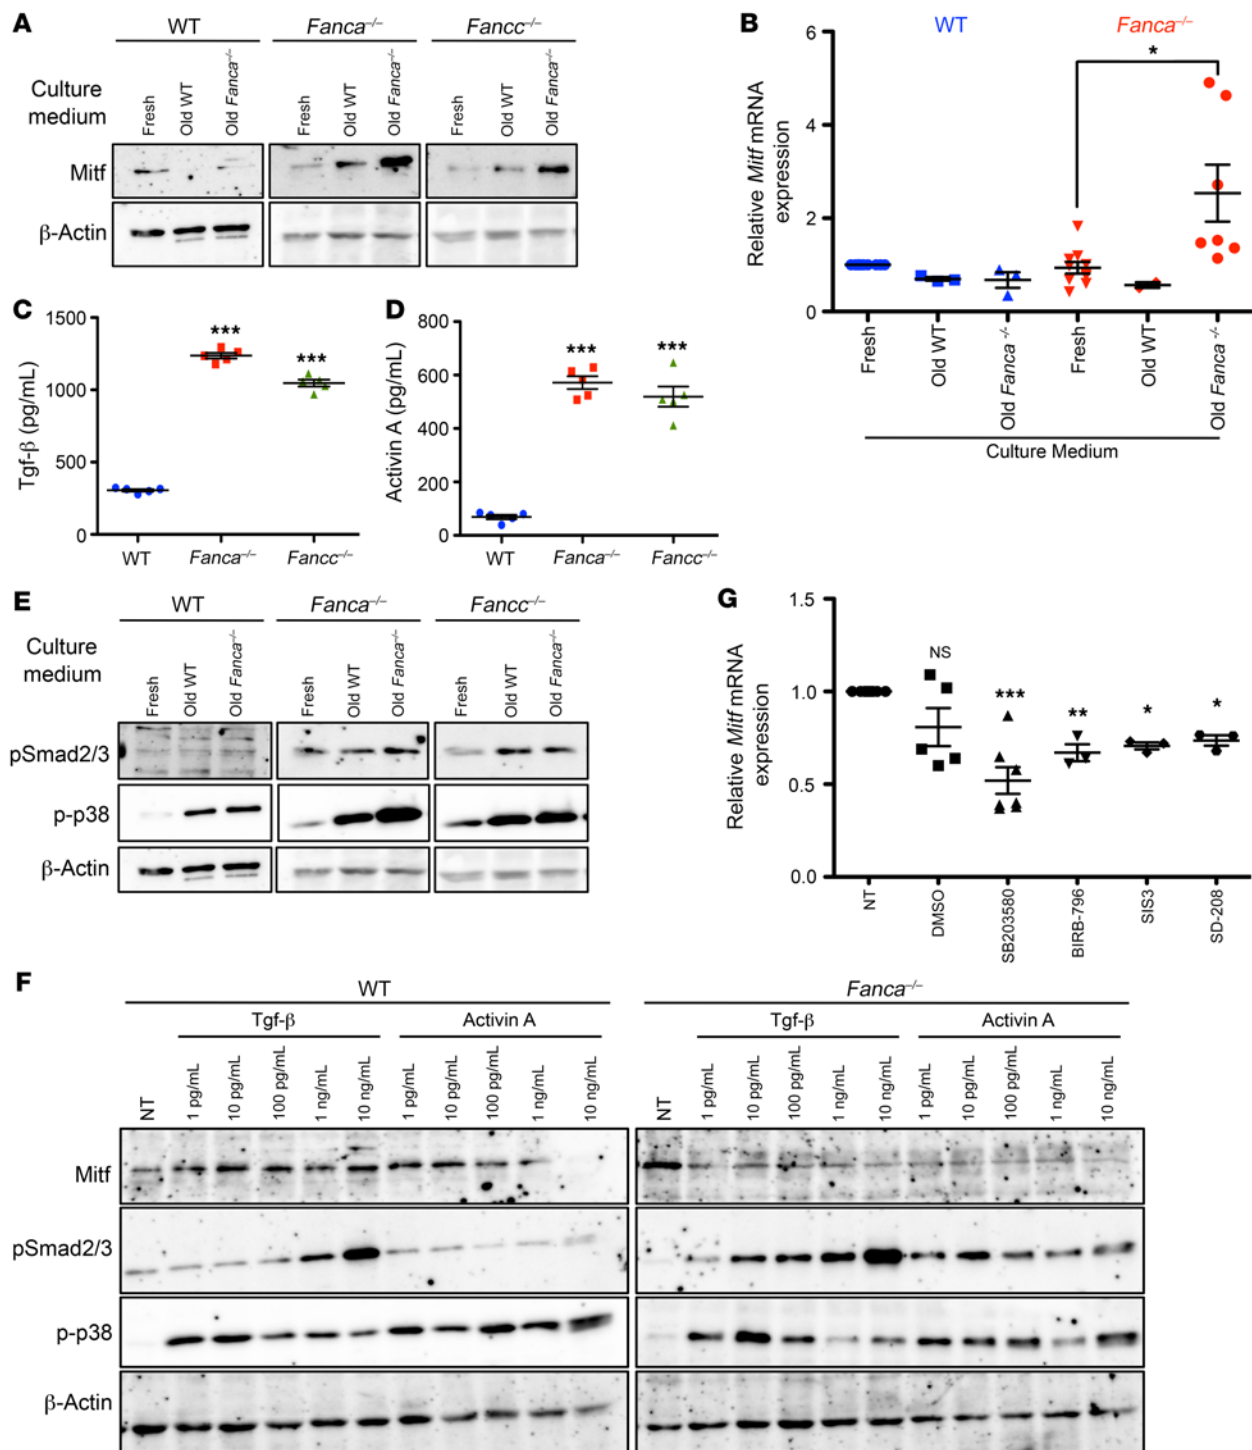 A
WT Fanca–/– Fancc–/–
Culture medium
Fresh Old WT Old Fanca–/– Fresh Old WT Old Fanca–/– Fresh Old WT Old Fanca–/–
Mitf
β-Actin
B
WT Fanca–/–
*
Relative Mitf mRNA expression
6
4
2
0
Fresh Old WT Old Fanca–/– Fresh Old WT Old Fanca–/–
Culture Medium
C
Tgf-β (pg/mL)
1500
1000
500
0
*** ***
WT Fanca–/– Fancc–/–
D
Activin A (pg/mL)
800
600
400
200
0
*** ***
WT Fanca–/– Fancc–/–
E
WT Fanca–/– Fancc–/–
Culture medium
Fresh Old WT Old Fanca–/– Fresh Old WT Old Fanca–/– Fresh Old WT Old Fanca–/–
pSmad2/3
p-p38
β-Actin
G
Relative Mitf mRNA expression
1.5
1.0
0.5
0.0
NS *** ** * *
NT DMSO SB203580 BIRB-796 SIS3 SD-208
F
WT Fanca–/–
Tgf-β Activin A Tgf-β Activin A
NT 1 pg/mL 10 pg/mL 100 pg/mL 1 ng/mL 10 ng/mL 1 pg/mL 10 pg/mL 100 pg/mL 1 ng/mL 10 ng/mL NT 1 pg/mL 10 pg/mL 100 pg/mL 1 ng/mL 10 ng/mL 1 pg/mL 10 pg/mL 100 pg/mL 1 ng/mL 10 ng/mL
Mitf
pSmad2/3
p-p38
β-Actin